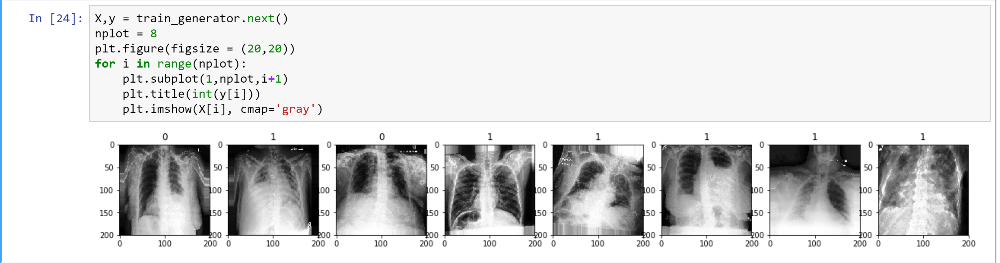 In [24]:
X,y = train_generator.next()
nplot = 8
plt.figure(figsize = (20,20))
for i in range(nplot):
    plt.subplot(1,nplot,i+1)
    plt.title(int(y[i]))
    plt.imshow(X[i], cmap='gray')
0 1 0 1 1 1 1 1
0 0 0 0 0 0 0 0
50 50 50 50 50 50 50 50
100 100 100 100 100 100 100 100
150 150 150 150 150 150 150 150
200 200 200 200 200 200 200 200
0 100 200 0 100 200 0 100 200 0 100 200 0 100 200 0 100 200 0 100 200 0 100 200